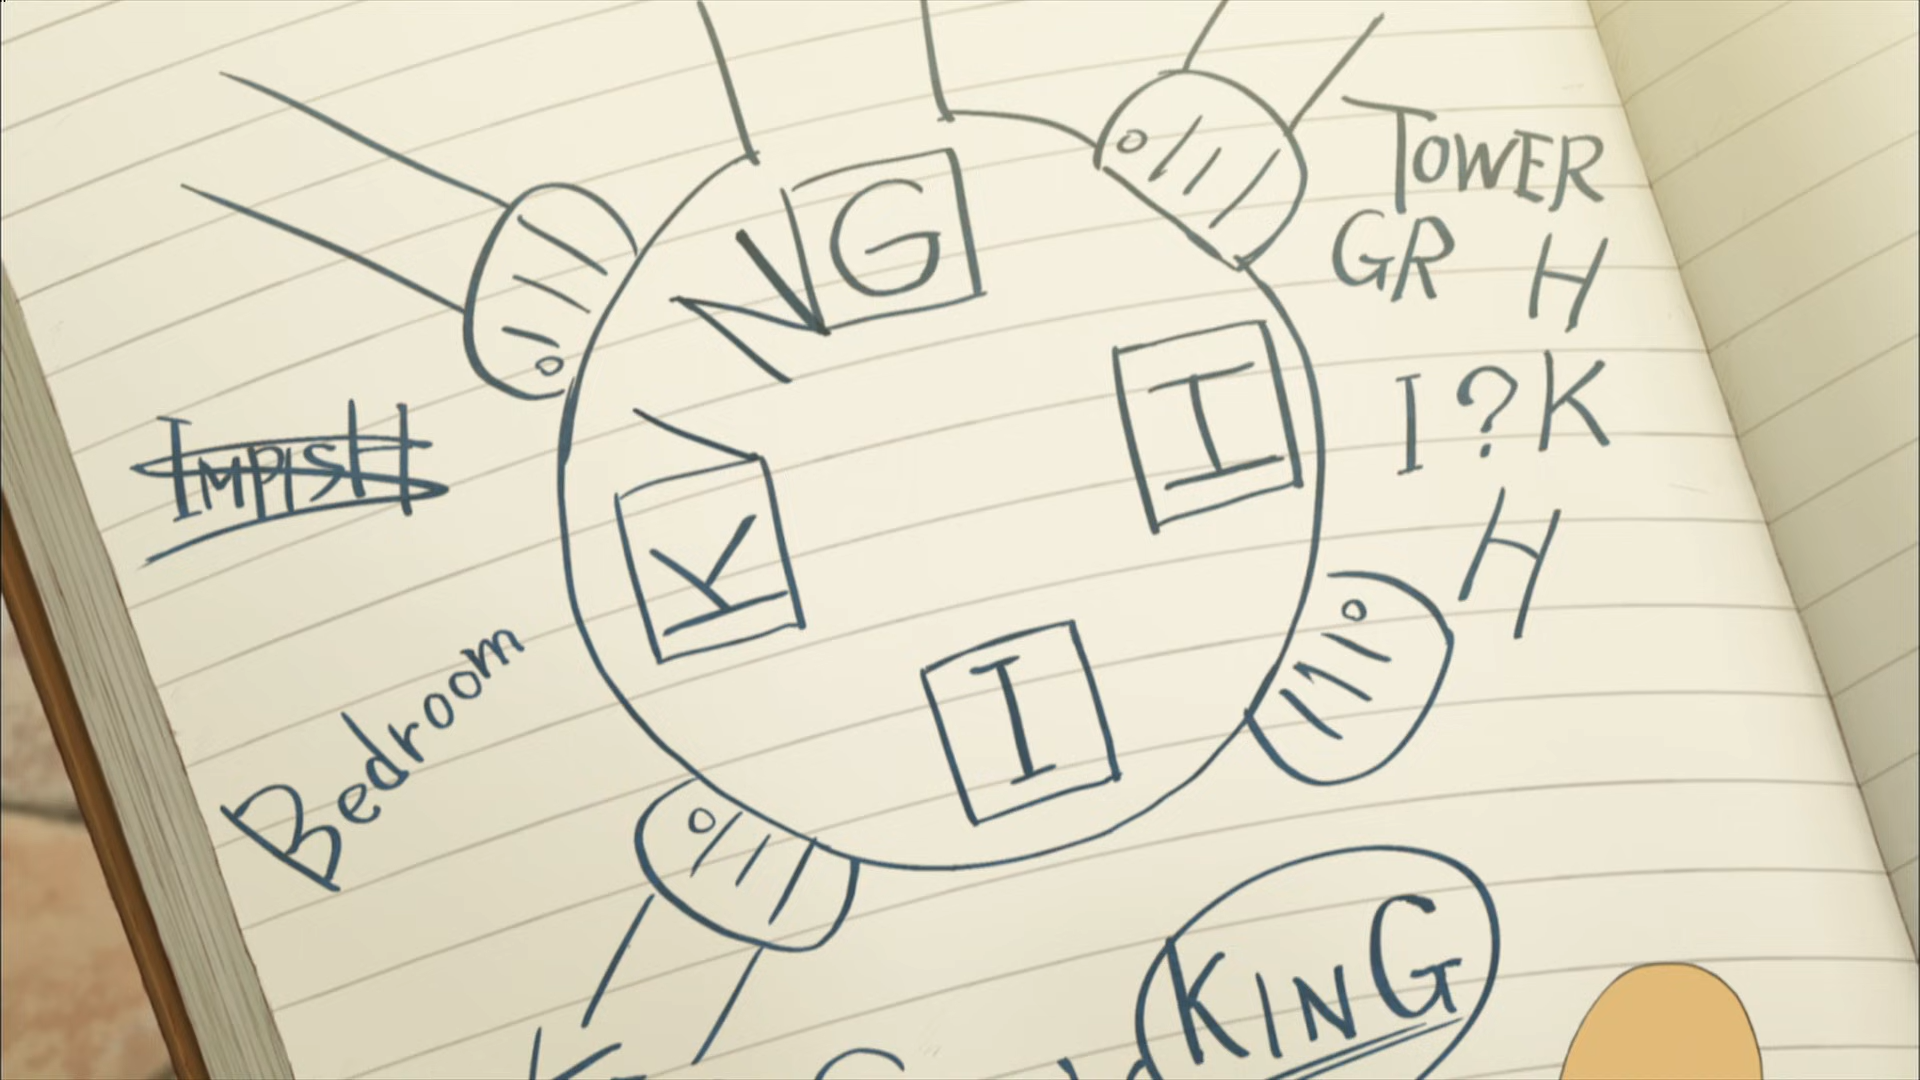 TOWER
GR H
I?K
H
NG
I
K
I
IMPISH
Bedroom
KING